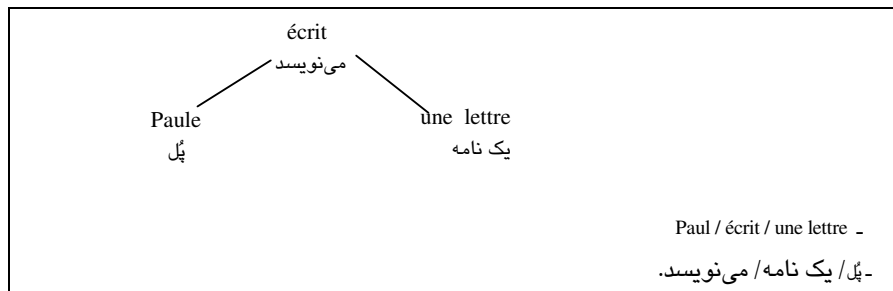 écrit
می‌نویسد
Paule
une lettre
پُل
یک نامه
Paul / écrit / une lettre ـ
ـ پُل/ یک نامه/ می‌نویسد.